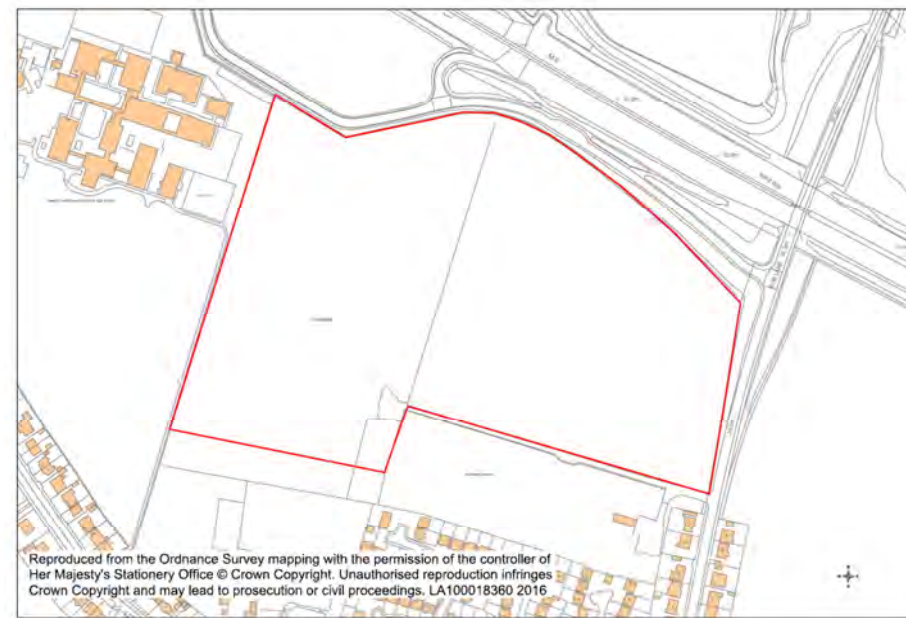 Reproduced from the Ordnance Survey mapping with the permission of the controller of
Her Majesty's Stationery Office © Crown Copyright. Unauthorised reproduction infringes
Crown Copyright and may lead to prosecution or civil proceedings. LA100018360 2016